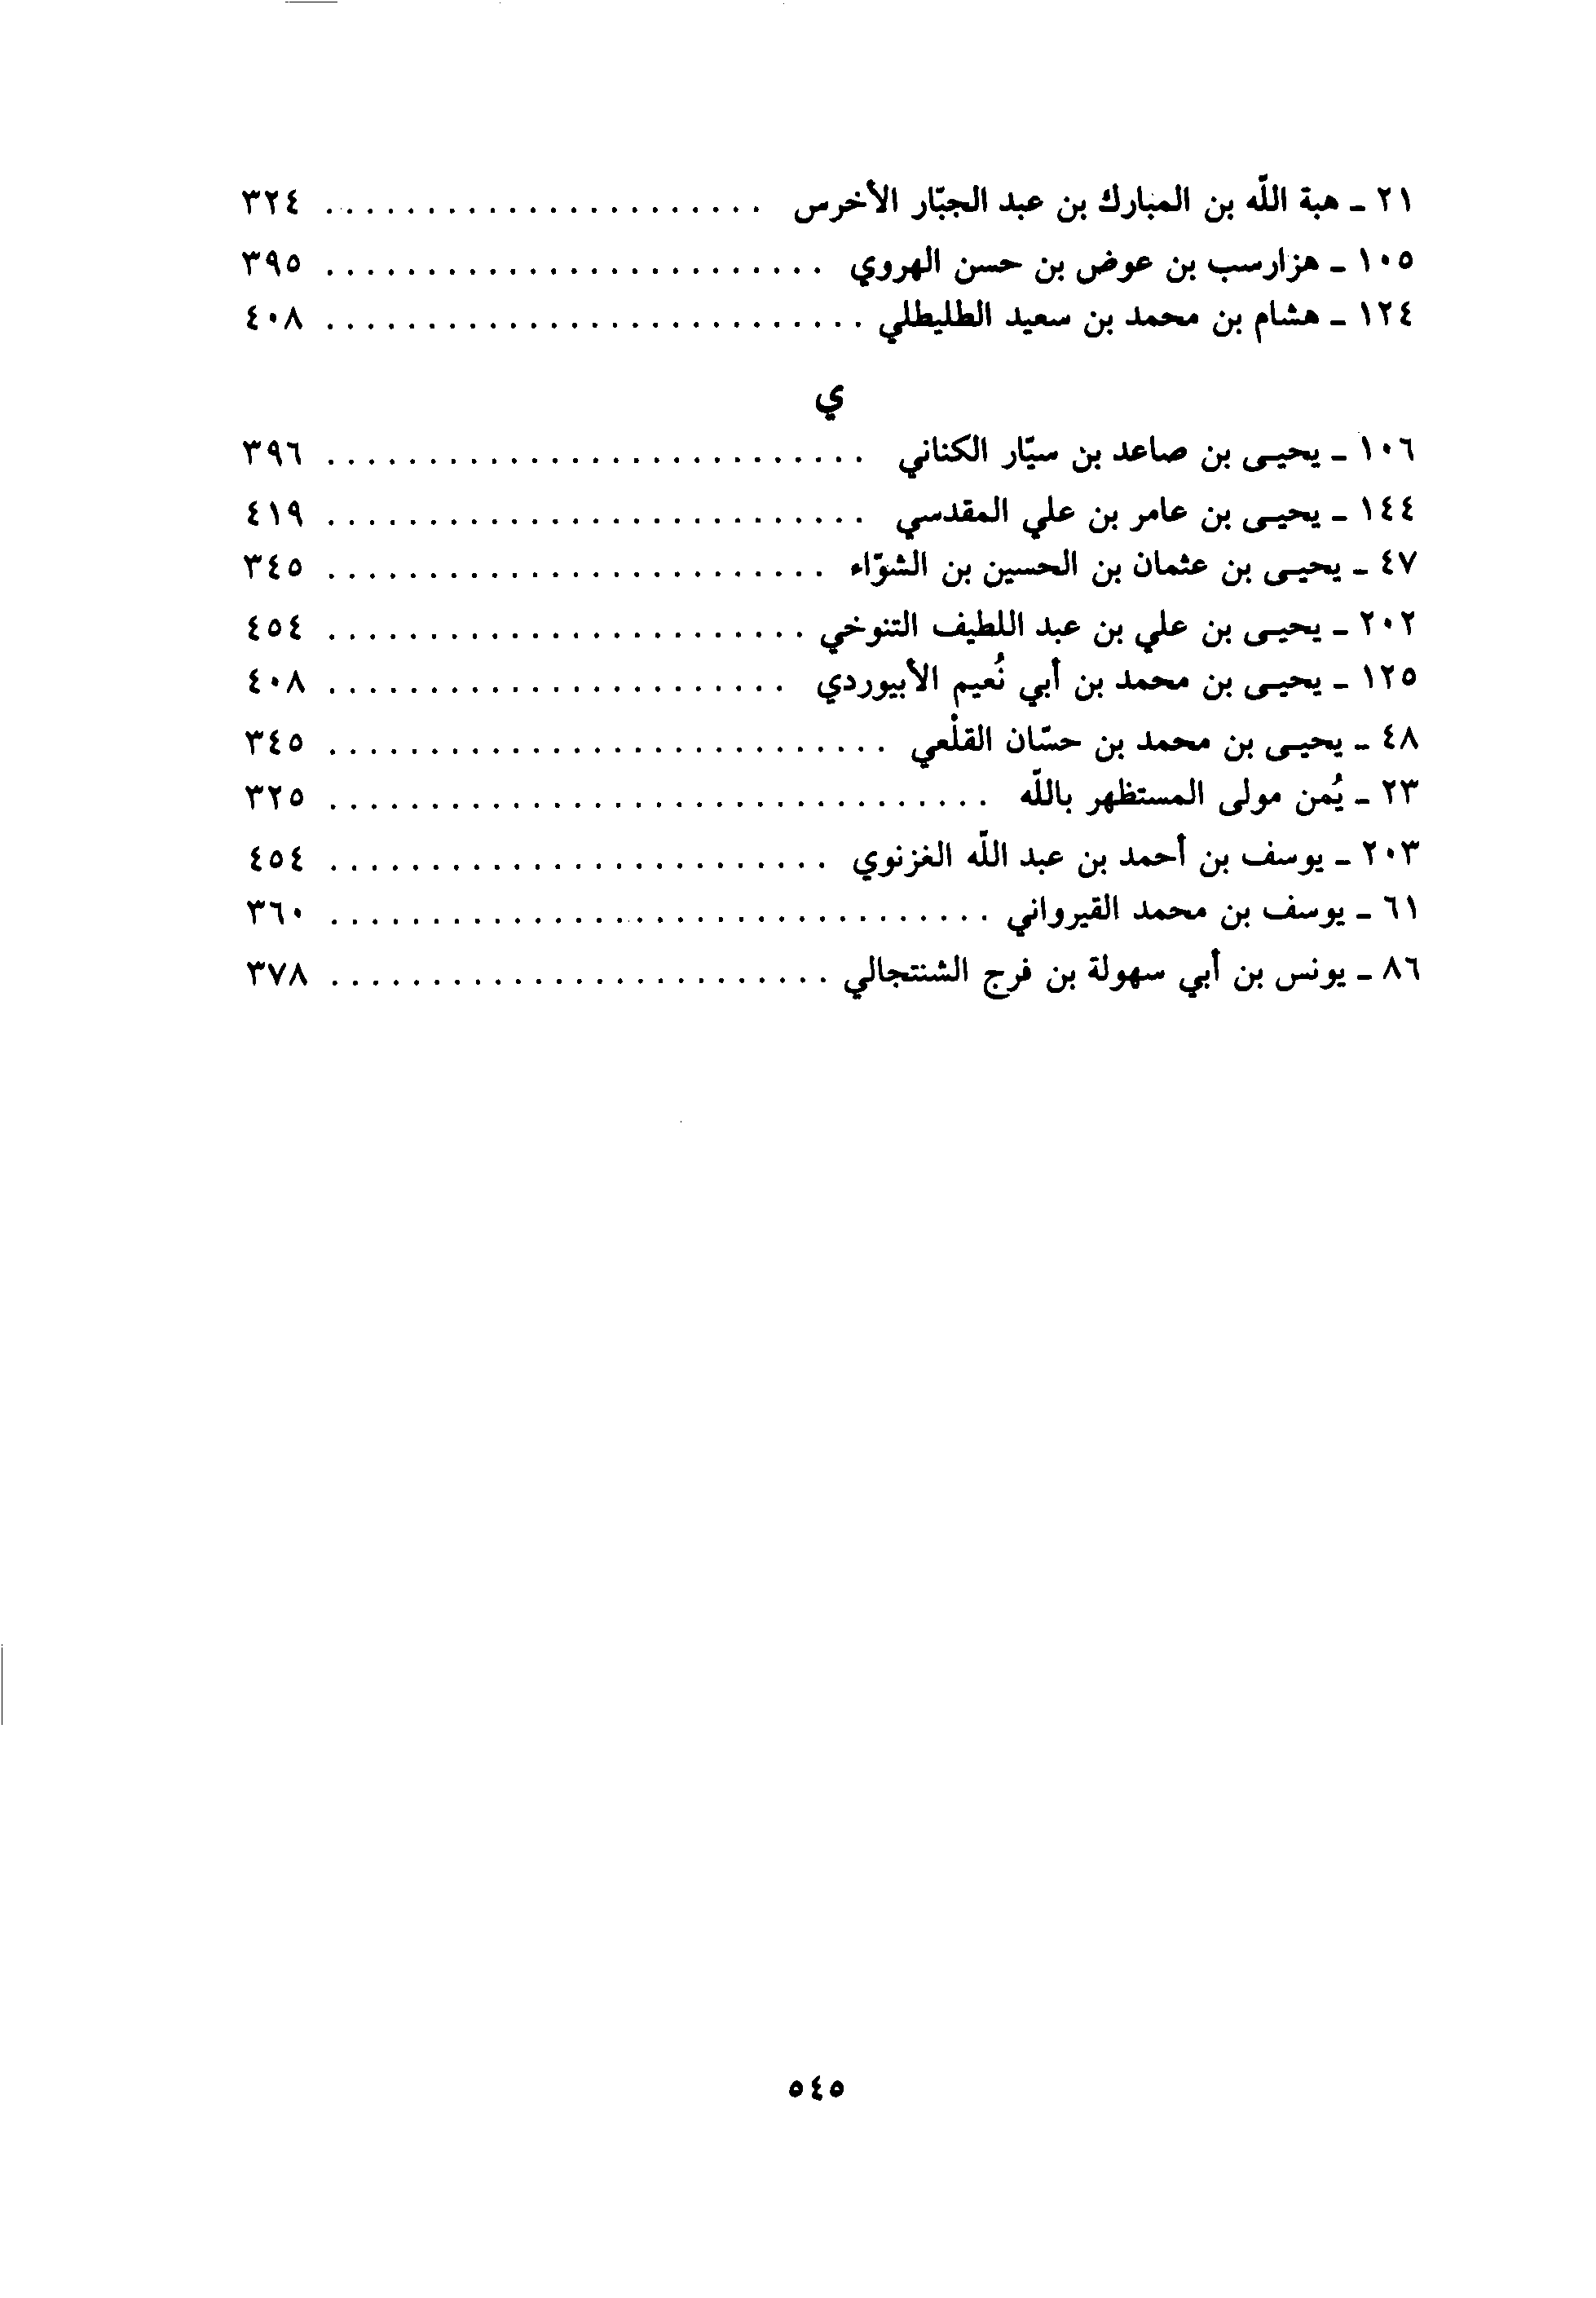 ٢١ - هبة اللّه بن المبارك بن عبد الجبّار الأخرس ...................... ٣٢٤
١٠٥ - هزارسب بن عوض بن حسن الهروي ......................... ٣٩٥
١٢٤ - هشام بن محمد بن سعيد الطليطلي ........................... ٤٠٨
ي
١٠٦ - يحيى بن صاعد بن سيّار الكناني ........................... ٣٩٦
١٤٤ - يحيى بن عامر بن علي المقدسي ........................... ٤١٩
٤٧ - يحيى بن عثمان بن الحسين بن الشوّاء ......................... ٣٤٥
٢٠٢ - يحيى بن علي بن عبد اللطيف التنوخي ........................ ٤٥٤
١٢٥ - يحيى بن محمد بن أبي نُعيم الأبيوردي ....................... ٤٠٨
٤٨ - يحيى بن محمد بن حسّان القلْعي ............................ ٣٤٥
٢٣ - يُمن مولى المستظهر باللّه ................................. ٣٢٥
٢٠٣ - يوسف بن أحمد بن عبد اللّه الغزنوي ......................... ٤٥٤
٦١ - يوسف بن محمد القيرواني ................................. ٣٦٠
٨٦ - يونس بن أبي سهولة بن فرج الشنتجالي ......................... ٣٧٨
٥٤٥